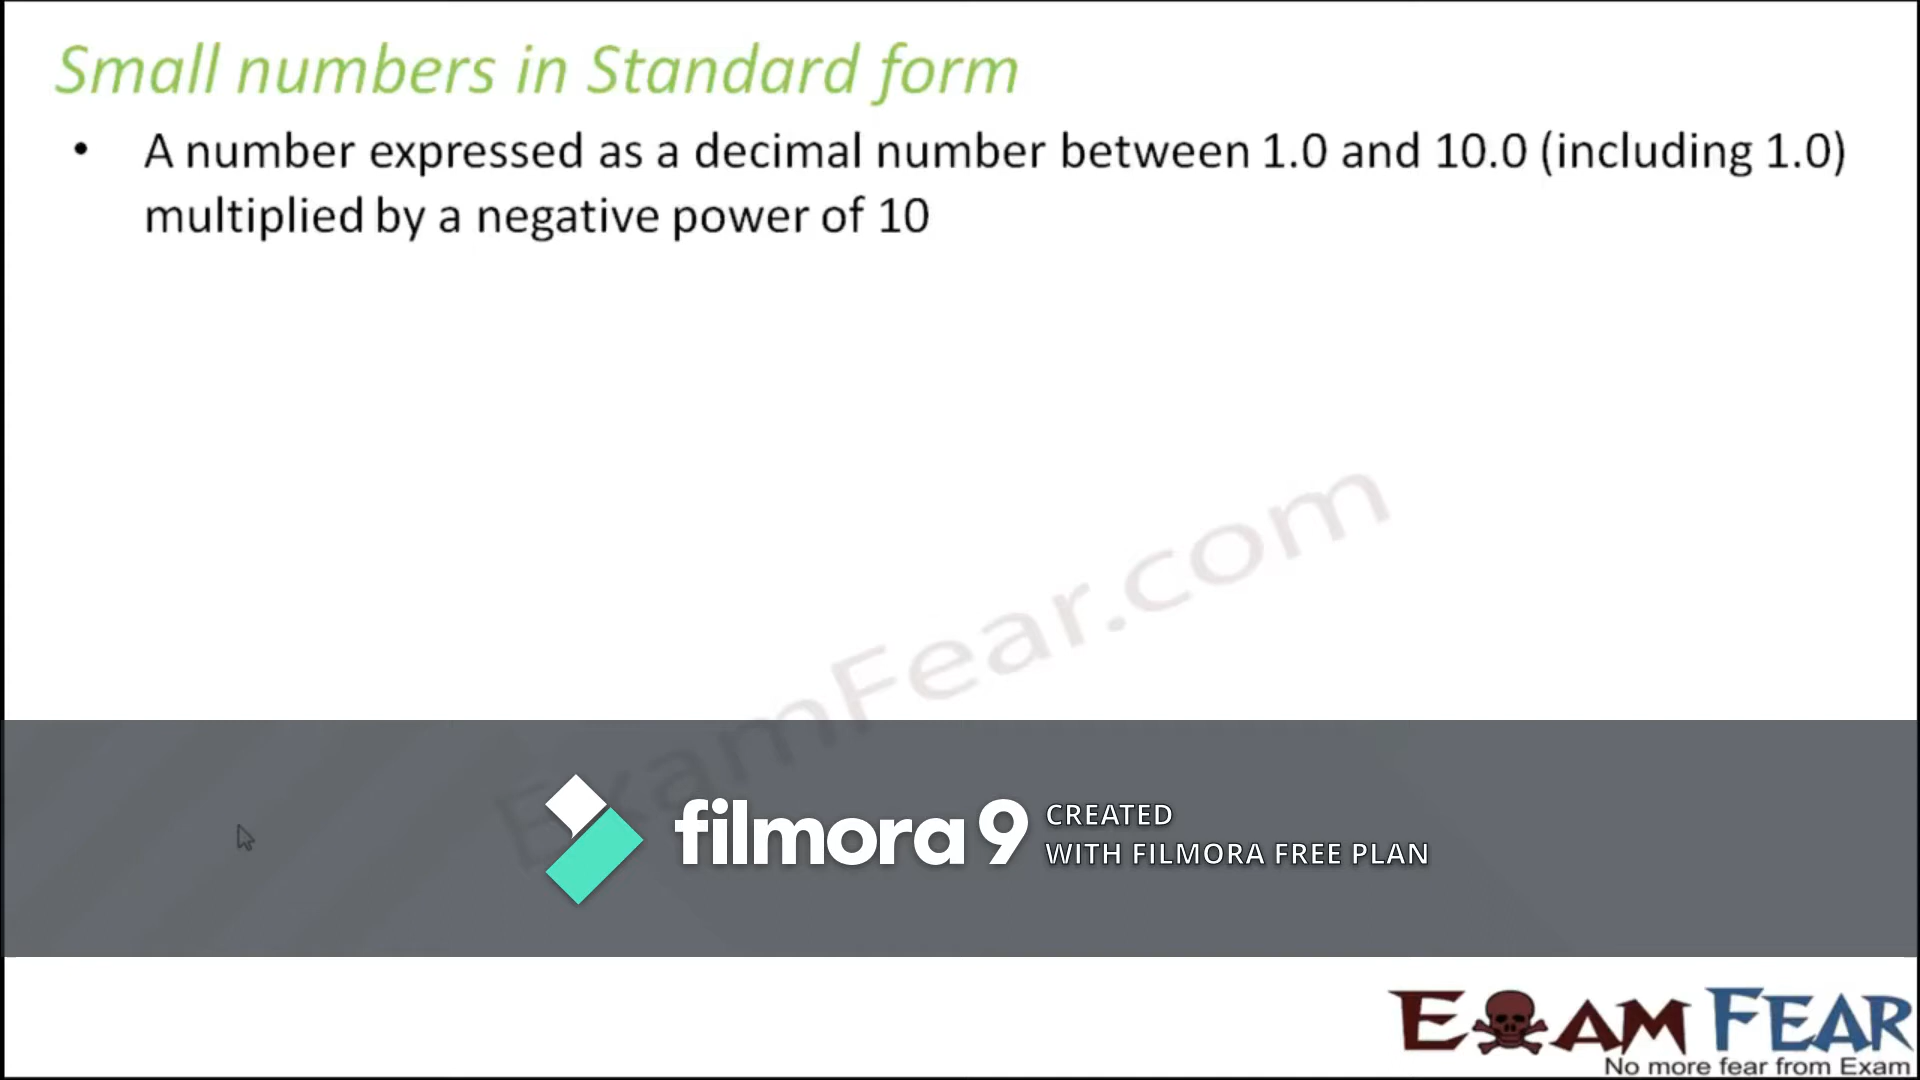 Small numbers in Standard form
• A number expressed as a decimal number between 1.0 and 10.0 (including 1.0)
multiplied by a negative power of 10
ExamFear.com
filmora9 CREATED
WITH FILMORA FREE PLAN
EXAM FEAR
No more fear from Exam